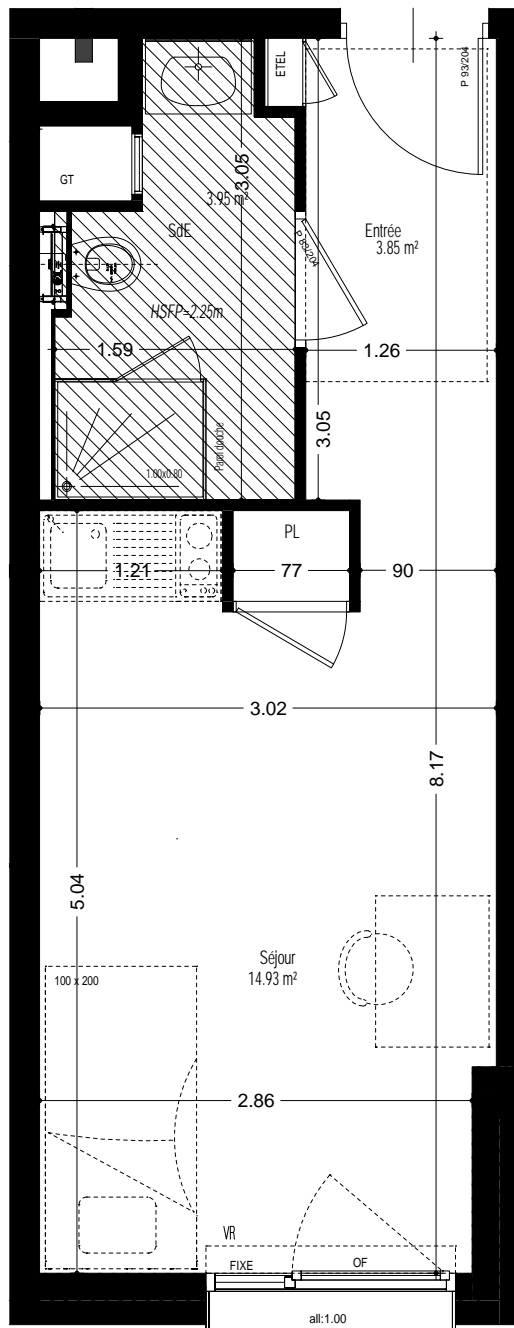 ETEL
P 93/204
3.05
3.95 m²
GT
SdE
Entrée
3.85 m²
P 83/204
HSFP=2.25m
1.59
1.26
3.05
Paroi douche
1.00x0.80
PL
1.21
77
90
3.02
8.17
5.04
Séjour
14.93 m²
100 x 200
2.86
VR
FIXE
OF
all:1.00